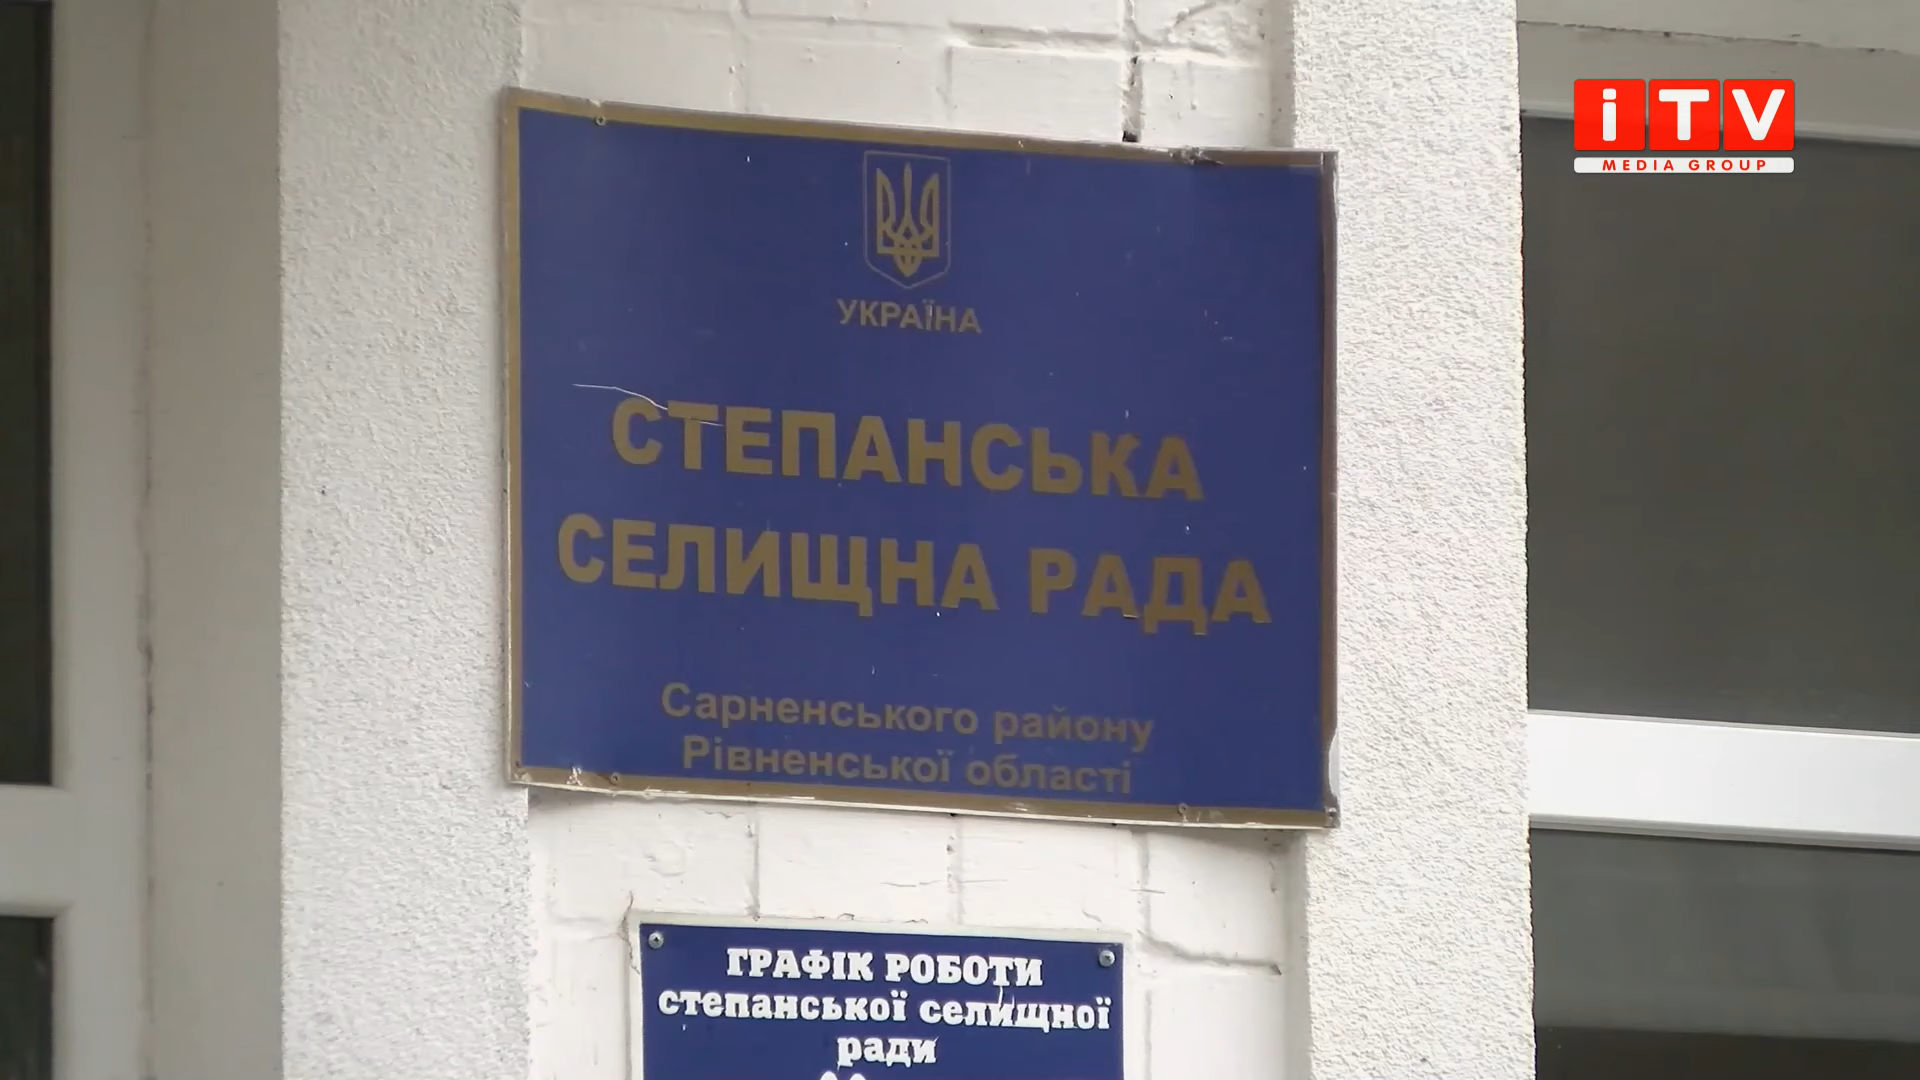 iTV
MEDIA GROUP
УКРАЇНА
СТЕПАНСЬКА
СЕЛИЩНА РАДА
Сарненського району
Рівненської області
ГРАФІК РОБОТИ
степанської селищної
ради